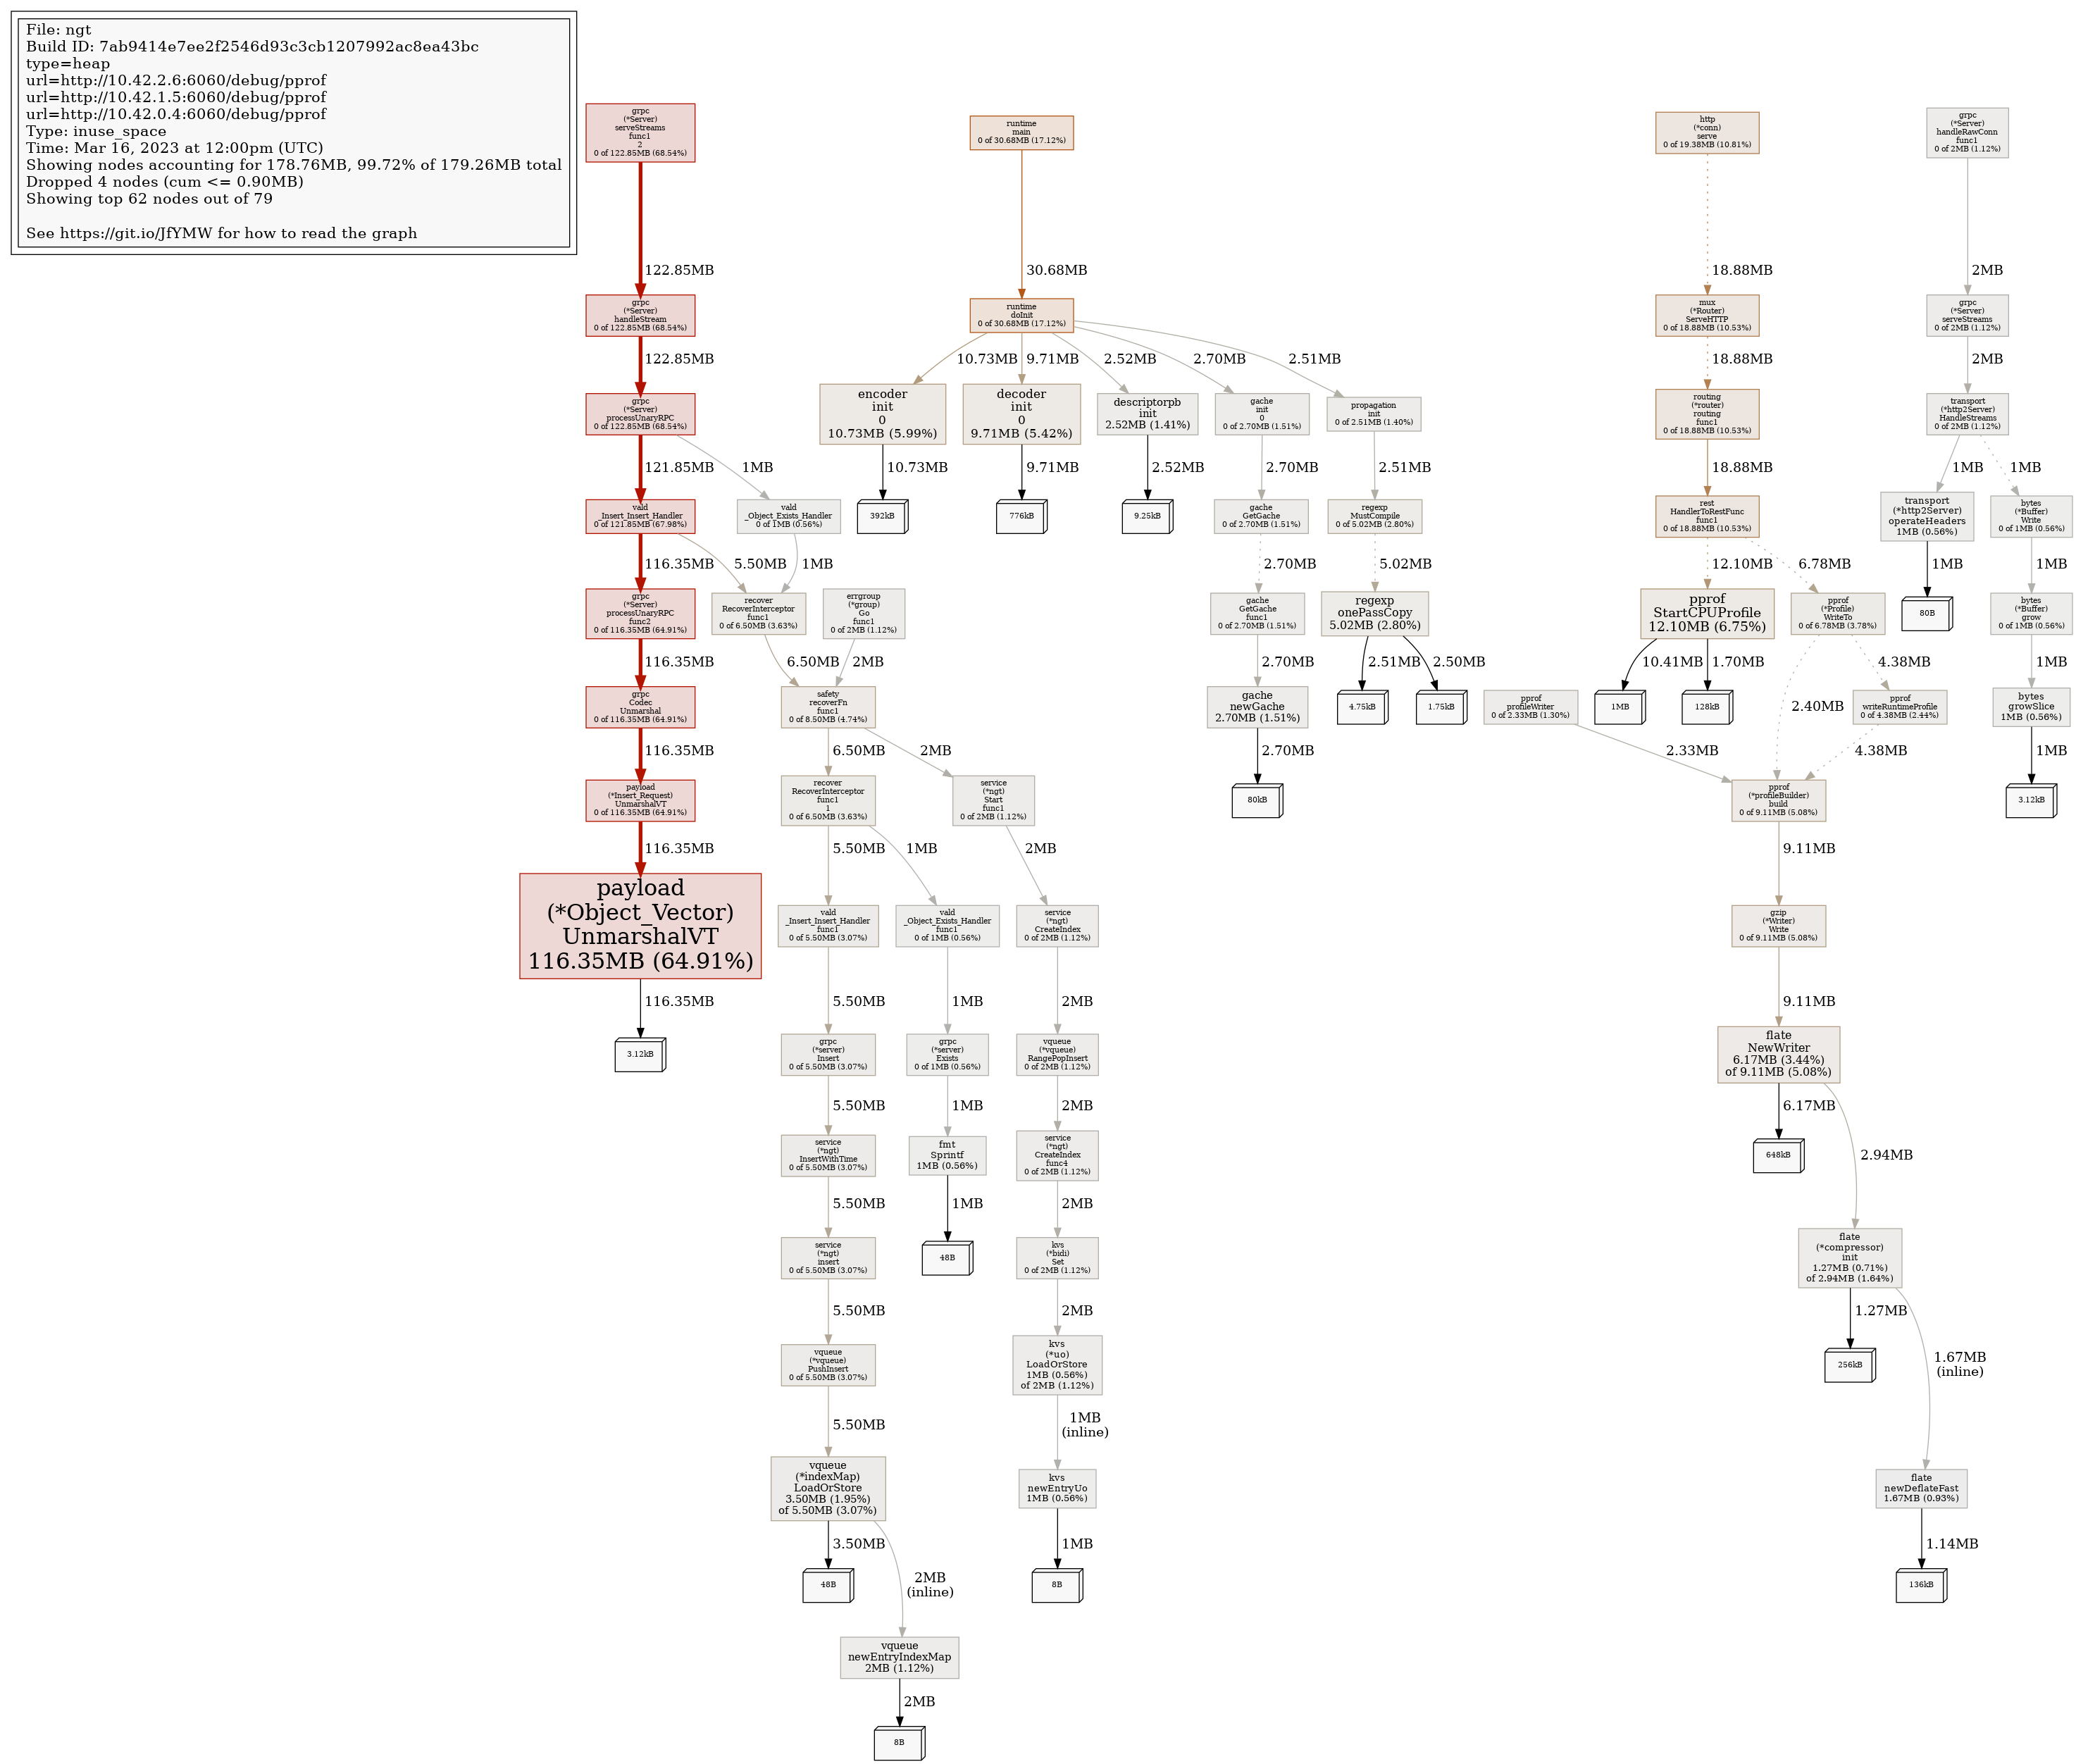 File: ngt
Build ID: 7ab9414e7ee2f2546d93c3cb1207992ac8ea43bc
type=heap
url=http://10.42.2.6:6060/debug/pprof
url=http://10.42.1.5:6060/debug/pprof
url=http://10.42.0.4:6060/debug/pprof
Type: inuse_space
Time: Mar 16, 2023 at 12:00pm (UTC)
Showing nodes accounting for 178.76MB, 99.72% of 179.26MB total
Dropped 4 nodes (cum <= 0.90MB)
Showing top 62 nodes out of 79
See https://git.io/JfYMW for how to read the graph
grpc
(*Server)
serveStreams
func1
2
0 of 122.85MB (68.54%)
122.85MB
grpc
(*Server)
handleStream
0 of 122.85MB (68.54%)
122.85MB
grpc
(*Server)
processUnaryRPC
0 of 122.85MB (68.54%)
121.85MB
1MB
vald
_Insert_Insert_Handler
0 of 121.85MB (67.98%)
vald
_Object_Exists_Handler
0 of 1MB (0.56%)
116.35MB
5.50MB
1MB
grpc
(*Server)
processUnaryRPC
func2
0 of 116.35MB (64.91%)
recover
RecoverInterceptor
func1
0 of 6.50MB (3.63%)
errgroup
(*group)
Go
func1
0 of 2MB (1.12%)
116.35MB
6.50MB
2MB
grpc
Codec
Unmarshal
0 of 116.35MB (64.91%)
safety
recoverFn
func1
0 of 8.50MB (4.74%)
116.35MB
6.50MB
2MB
payload
(*Insert_Request)
UnmarshalVT
0 of 116.35MB (64.91%)
recover
RecoverInterceptor
func1
1
0 of 6.50MB (3.63%)
service
(*ngt)
Start
func1
0 of 2MB (1.12%)
116.35MB
5.50MB
1MB
2MB
payload
(*Object_Vector)
UnmarshalVT
116.35MB (64.91%)
116.35MB
3.12kB
vald
_Insert_Insert_Handler
func1
0 of 5.50MB (3.07%)
vald
_Object_Exists_Handler
func1
0 of 1MB (0.56%)
service
(*ngt)
CreateIndex
0 of 2MB (1.12%)
5.50MB
1MB
2MB
grpc
(*server)
Insert
0 of 5.50MB (3.07%)
grpc
(*server)
Exists
0 of 1MB (0.56%)
vqueue
(*vqueue)
RangePopInsert
0 of 2MB (1.12%)
5.50MB
1MB
2MB
service
(*ngt)
InsertWithTime
0 of 5.50MB (3.07%)
fmt
Sprintf
1MB (0.56%)
service
(*ngt)
CreateIndex
func4
0 of 2MB (1.12%)
5.50MB
1MB
2MB
service
(*ngt)
insert
0 of 5.50MB (3.07%)
48B
kvs
(*bidi)
Set
0 of 2MB (1.12%)
5.50MB
2MB
vqueue
(*vqueue)
PushInsert
0 of 5.50MB (3.07%)
kvs
(*uo)
LoadOrStore
1MB (0.56%)
of 2MB (1.12%)
5.50MB
1MB
(inline)
vqueue
(*indexMap)
LoadOrStore
3.50MB (1.95%)
of 5.50MB (3.07%)
kvs
newEntryUo
1MB (0.56%)
3.50MB
1MB
48B
2MB
(inline)
8B
vqueue
newEntryIndexMap
2MB (1.12%)
2MB
8B
runtime
main
0 of 30.68MB (17.12%)
30.68MB
runtime
doInit
0 of 30.68MB (17.12%)
10.73MB
9.71MB
2.52MB
2.70MB
2.51MB
encoder
init
0
10.73MB (5.99%)
decoder
init
0
9.71MB (5.42%)
descriptorpb
init
2.52MB (1.41%)
gache
init
0
0 of 2.70MB (1.51%)
propagation
init
0 of 2.51MB (1.40%)
10.73MB
9.71MB
2.52MB
2.70MB
2.51MB
392kB
776kB
9.25kB
gache
GetGache
0 of 2.70MB (1.51%)
regexp
MustCompile
0 of 5.02MB (2.80%)
2.70MB
5.02MB
gache
GetGache
func1
0 of 2.70MB (1.51%)
regexp
onePassCopy
5.02MB (2.80%)
2.70MB
2.51MB
2.50MB
gache
newGache
2.70MB (1.51%)
4.75kB
1.75kB
2.70MB
80kB
http
(*conn)
serve
0 of 19.38MB (10.81%)
18.88MB
mux
(*Router)
ServeHTTP
0 of 18.88MB (10.53%)
18.88MB
routing
(*router)
routing
func1
0 of 18.88MB (10.53%)
18.88MB
rest
HandlerToRestFunc
func1
0 of 18.88MB (10.53%)
12.10MB
6.78MB
pprof
StartCPUProfile
12.10MB (6.75%)
pprof
(*Profile)
WriteTo
0 of 6.78MB (3.78%)
10.41MB
1.70MB
2.40MB
4.38MB
pprof
profileWriter
0 of 2.33MB (1.30%)
1MB
128kB
pprof
writeRuntimeProfile
0 of 4.38MB (2.44%)
2.33MB
4.38MB
pprof
(*profileBuilder)
build
0 of 9.11MB (5.08%)
9.11MB
gzip
(*Writer)
Write
0 of 9.11MB (5.08%)
9.11MB
flate
NewWriter
6.17MB (3.44%)
of 9.11MB (5.08%)
6.17MB
648kB
2.94MB
flate
(*compressor)
init
1.27MB (0.71%)
of 2.94MB (1.64%)
1.27MB
256kB
1.67MB
(inline)
flate
newDeflateFast
1.67MB (0.93%)
1.14MB
136kB
grpc
(*Server)
handleRawConn
func1
0 of 2MB (1.12%)
2MB
grpc
(*Server)
serveStreams
0 of 2MB (1.12%)
2MB
transport
(*http2Server)
HandleStreams
0 of 2MB (1.12%)
1MB
1MB
transport
(*http2Server)
operateHeaders
1MB (0.56%)
bytes
(*Buffer)
Write
0 of 1MB (0.56%)
1MB
1MB
80B
bytes
(*Buffer)
grow
0 of 1MB (0.56%)
1MB
bytes
growSlice
1MB (0.56%)
1MB
3.12kB